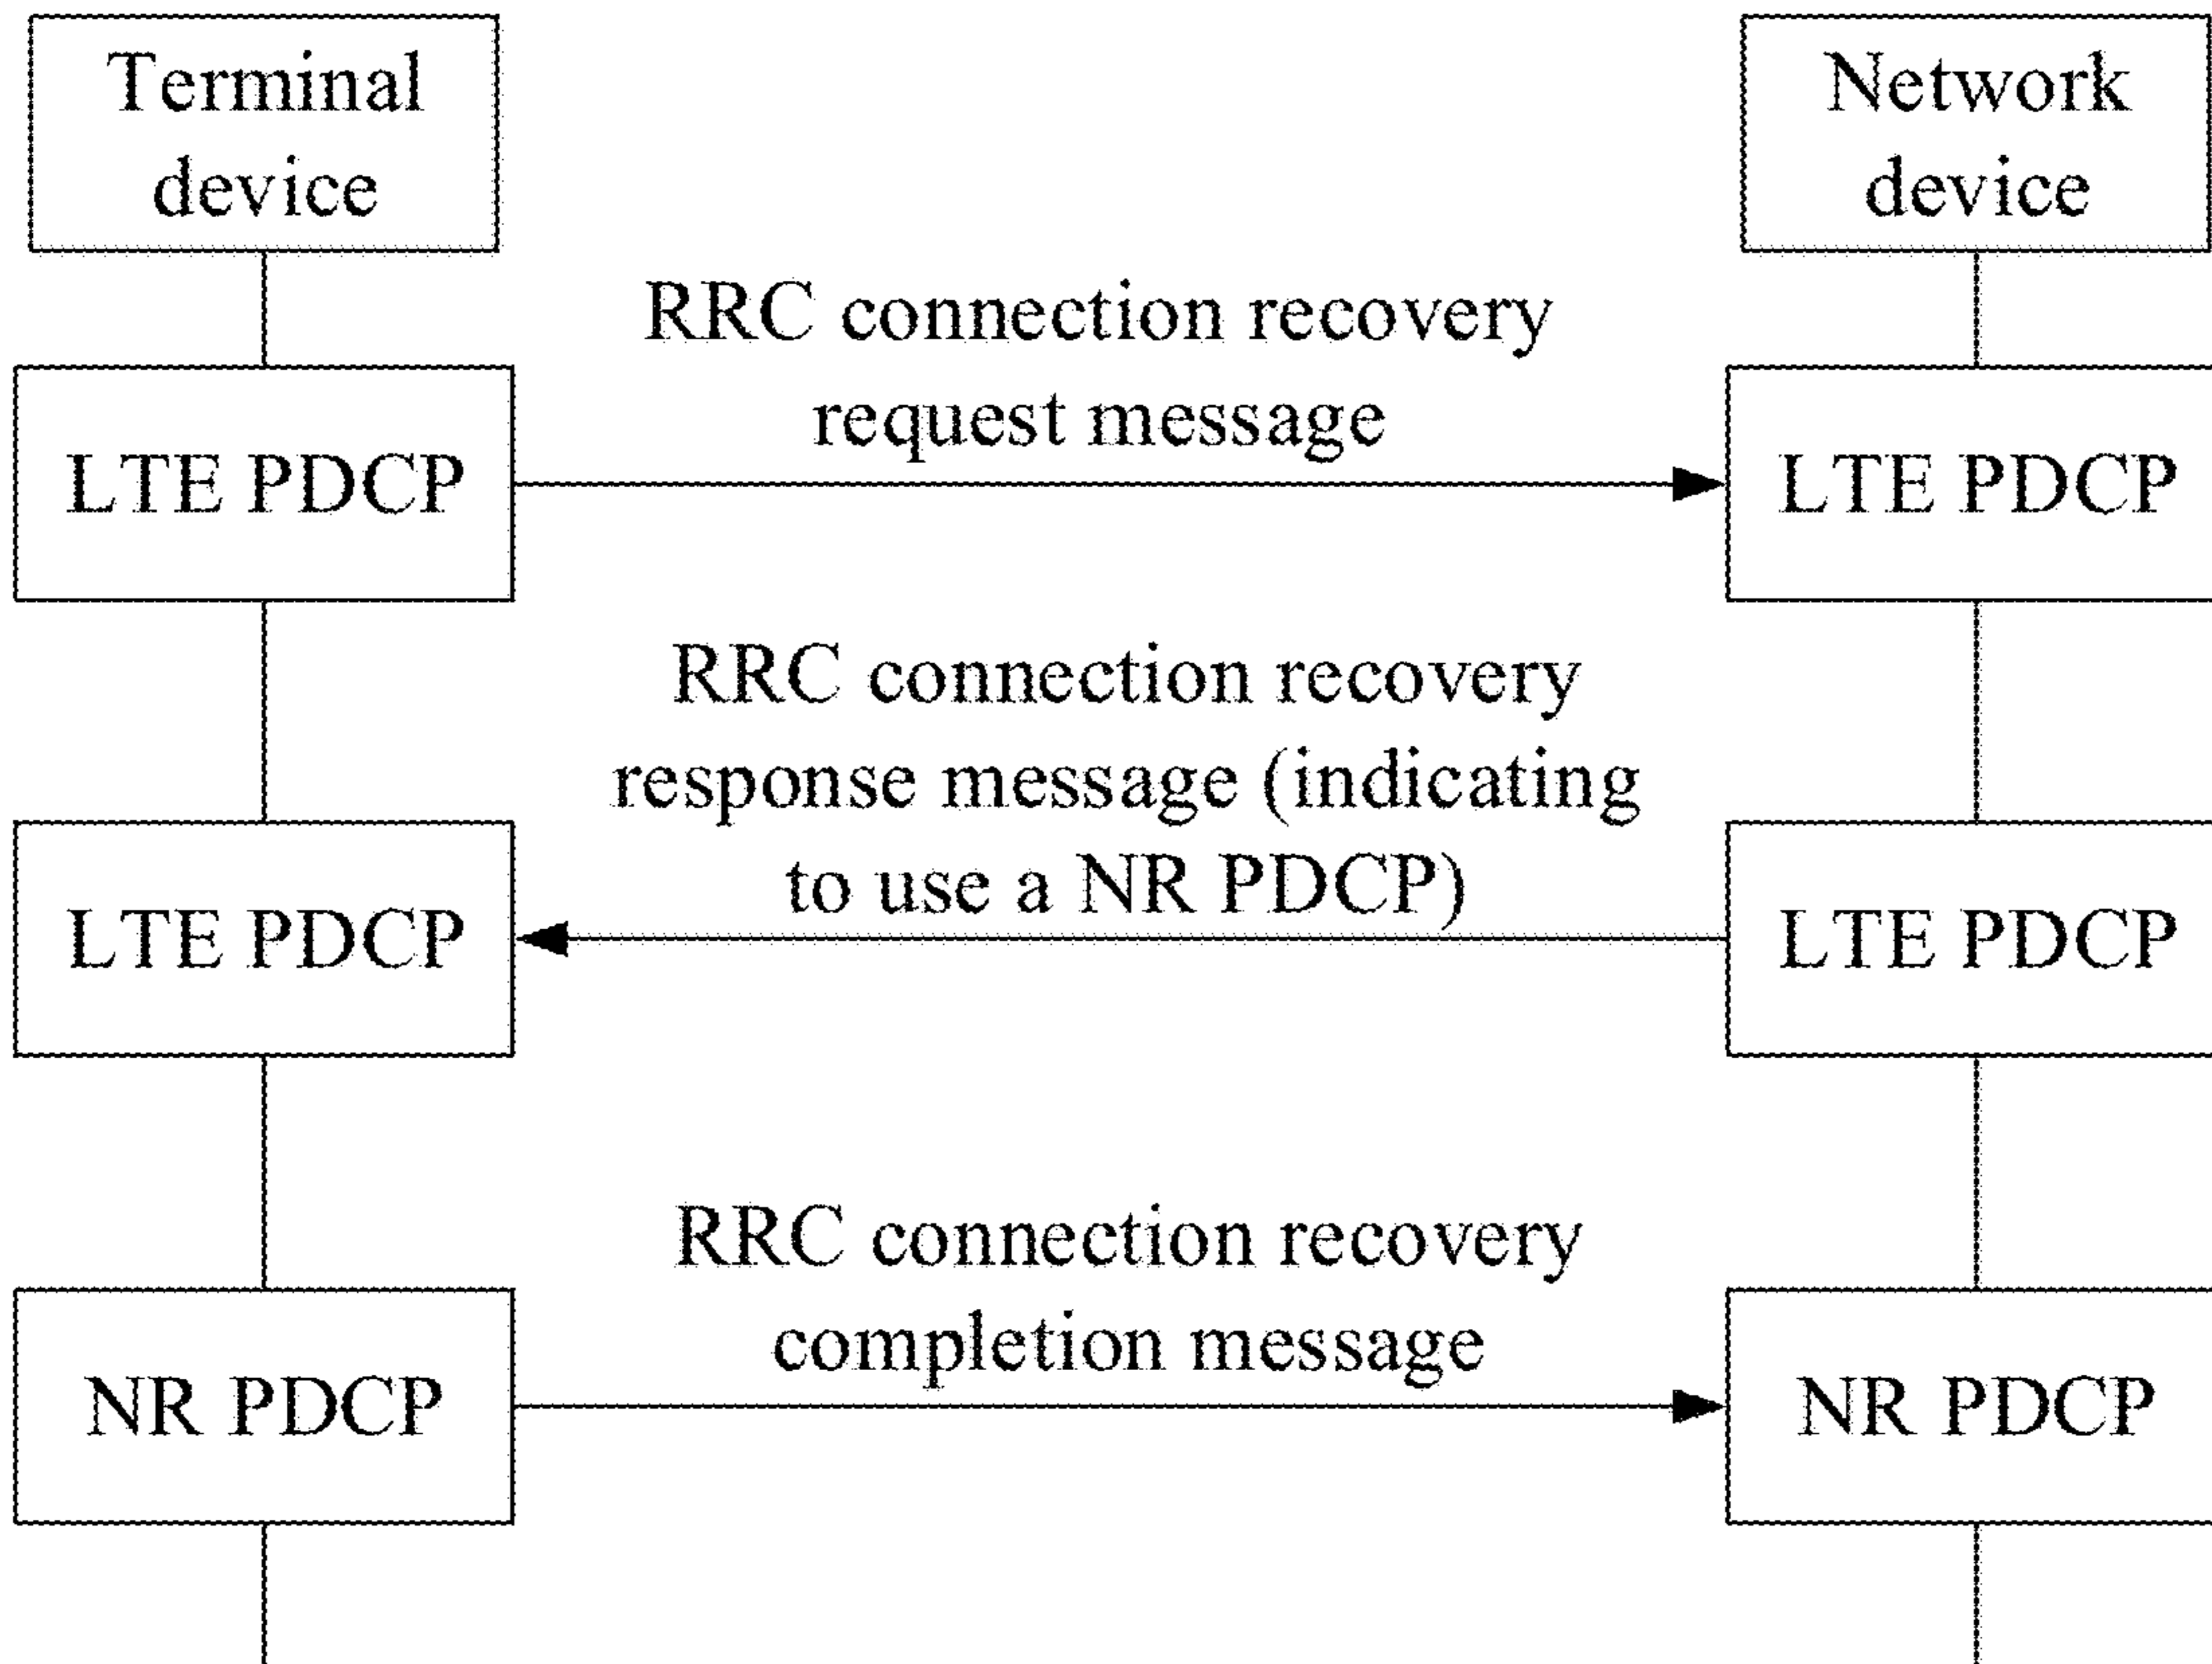 Terminal
device
Network
device
RRC connection recovery
request message
LTE PDCP
LTE PDCP
RRC connection recovery
response message (indicating
to use a NR PDCP)
LTE PDCP
LTE PDCP
RRC connection recovery
completion message
NR PDCP
NR PDCP